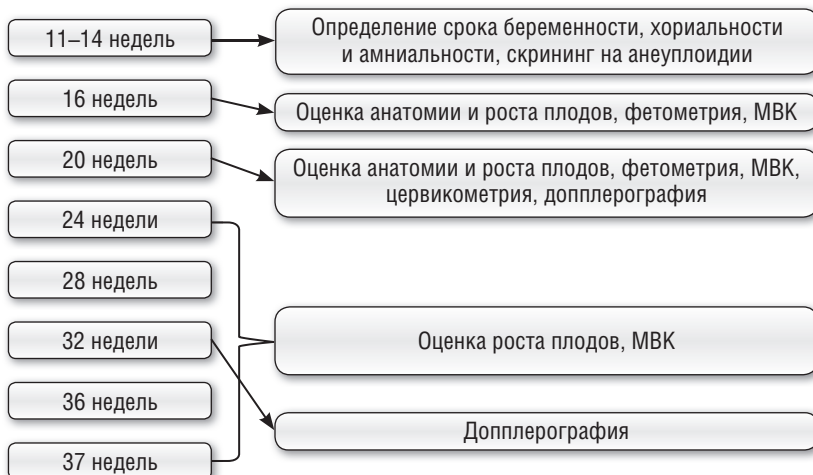 11–14 недель
Определение срока беременности, хориальности
и амниальности, скрининг на анеуплоидии
16 недель
Оценка анатомии и роста плодов, фетометрия, МВК
20 недель
Оценка анатомии и роста плодов, фетометрия, МВК,
цервикометрия, допплерография
24 недели
28 недель
32 недели
Оценка роста плодов, МВК
36 недель
Допплерография
37 недель